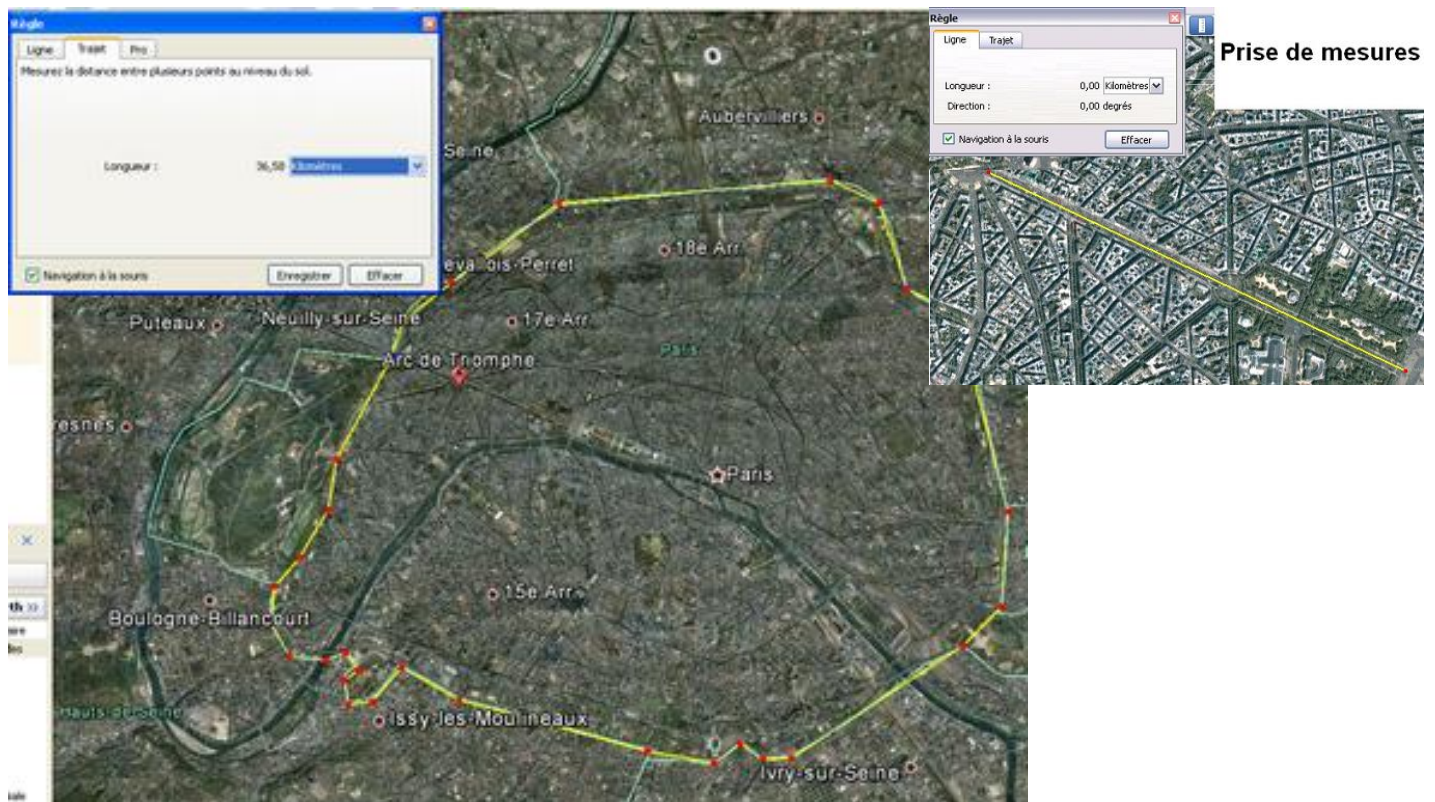 Règle
Ligne Trajet Pro
Mesurez la distance entre plusieurs points au niveau du sol.
Longueur : 36,58 Kilomètres
Navigation à la souris Enregistrer Effacer
Règle
Ligne Trajet
Longueur : 0,00 Kilomètres
Direction : 0,00 degrés
Navigation à la souris Effacer
Prise de mesures
Aubervilliers
Seine
18e Arr.
Puteaux
Neuilly-sur-Seine
17e Arr.
Paris
Arc de Triomphe
esnes
Paris
15e Arr.
Boulogne-Billancourt
Hauts-de-Seine
Issy-les-Moulineaux
Ivry-sur-Seine